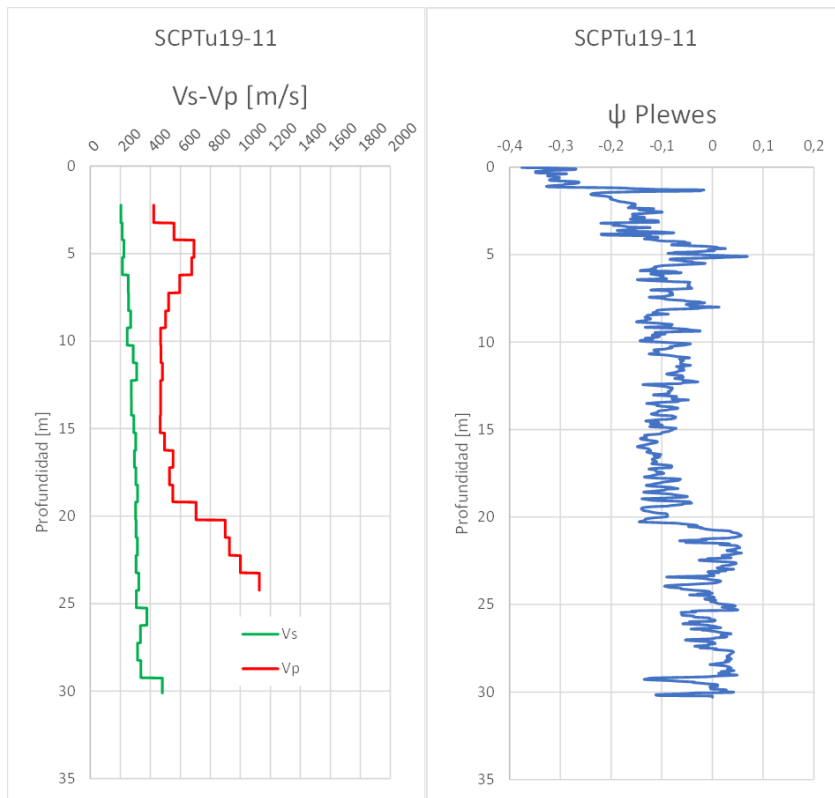 SCPTu19-11
Vs-Vp [m/s]
0 200 400 600 800 1000 1200 1400 1600 1800 2000
0
5
10
15
20
25
30
35
Profundidad [m]
Vs
Vp
SCPTu19-11
ψ Plewes
-0,4 -0,3 -0,2 -0,1 0 0,1 0,2
0
5
10
15
20
25
30
35
Profundidad [m]